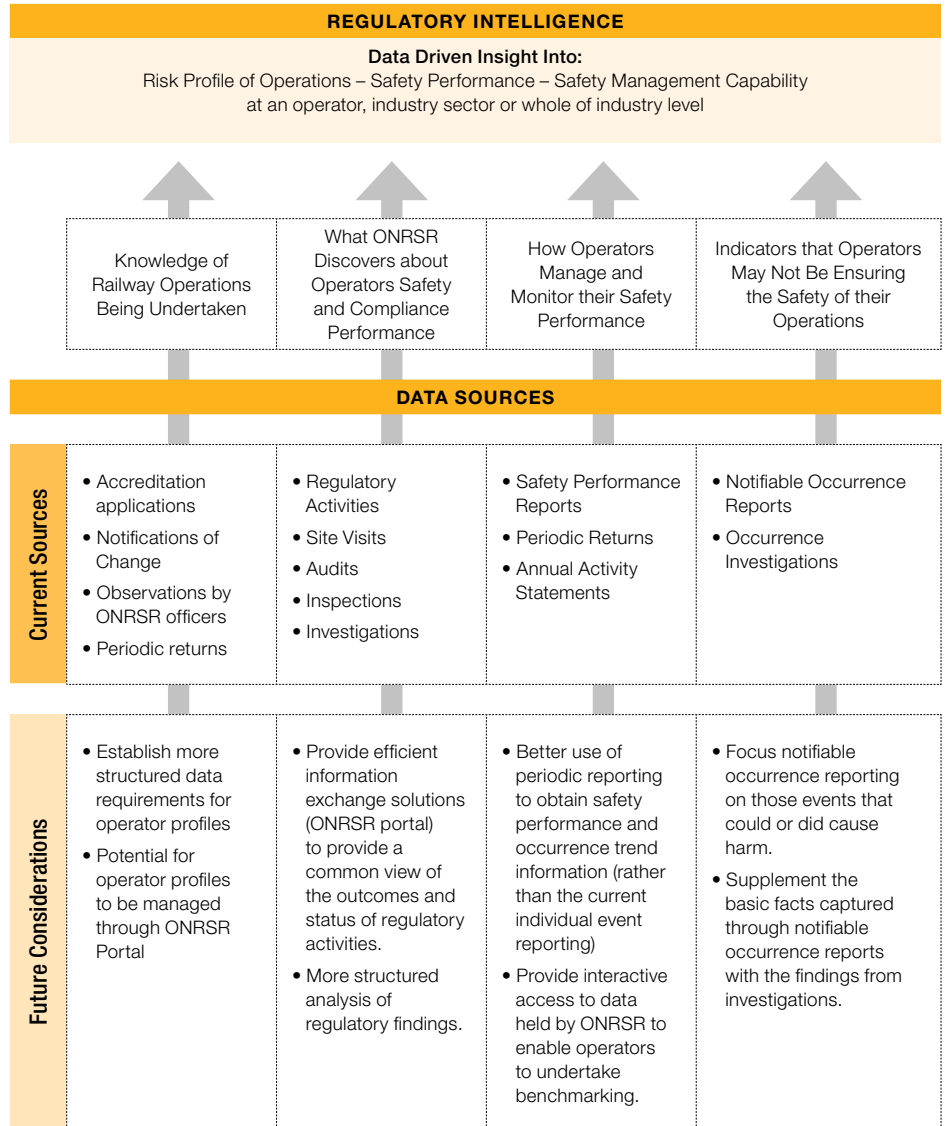 REGULATORY INTELLIGENCE
Data Driven Insight Into:
Risk Profile of Operations – Safety Performance – Safety Management Capability
at an operator, industry sector or whole of industry level
Knowledge of
Railway Operations
Being Undertaken
What ONRSR
Discovers about
Operators Safety
and Compliance
Performance
How Operators
Manage and
Monitor their Safety
Performance
Indicators that Operators
May Not Be Ensuring
the Safety of their
Operations
DATA SOURCES
Current Sources
• Accreditation
applications
• Notifications of
Change
• Observations by
ONRSR officers
• Periodic returns
• Regulatory
Activities
• Site Visits
• Audits
• Inspections
• Investigations
• Safety Performance
Reports
• Periodic Returns
• Annual Activity
Statements
• Notifiable Occurrence
Reports
• Occurrence
Investigations
Future Considerations
• Establish more
structured data
requirements for
operator profiles
• Potential for
operator profiles
to be managed
through ONRSR
Portal
• Provide efficient
information
exchange solutions
(ONRSR portal)
to provide a
common view of
the outcomes and
status of regulatory
activities.
• More structured
analysis of
regulatory findings.
• Better use of
periodic reporting
to obtain safety
performance and
occurrence trend
information (rather
than the current
individual event
reporting)
• Provide interactive
access to data
held by ONRSR to
enable operators
to undertake
benchmarking.
• Focus notifiable
occurrence reporting
on those events that
could or did cause
harm.
• Supplement the
basic facts captured
through notifiable
occurrence reports
with the findings from
investigations.